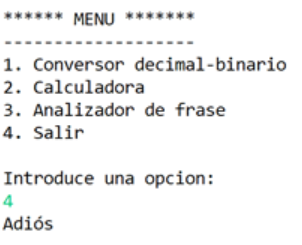 ****** MENU *******
-------------------
1. Conversor decimal-binario
2. Calculadora
3. Analizador de frase
4. Salir
Introduce una opcion:
4
Adiós